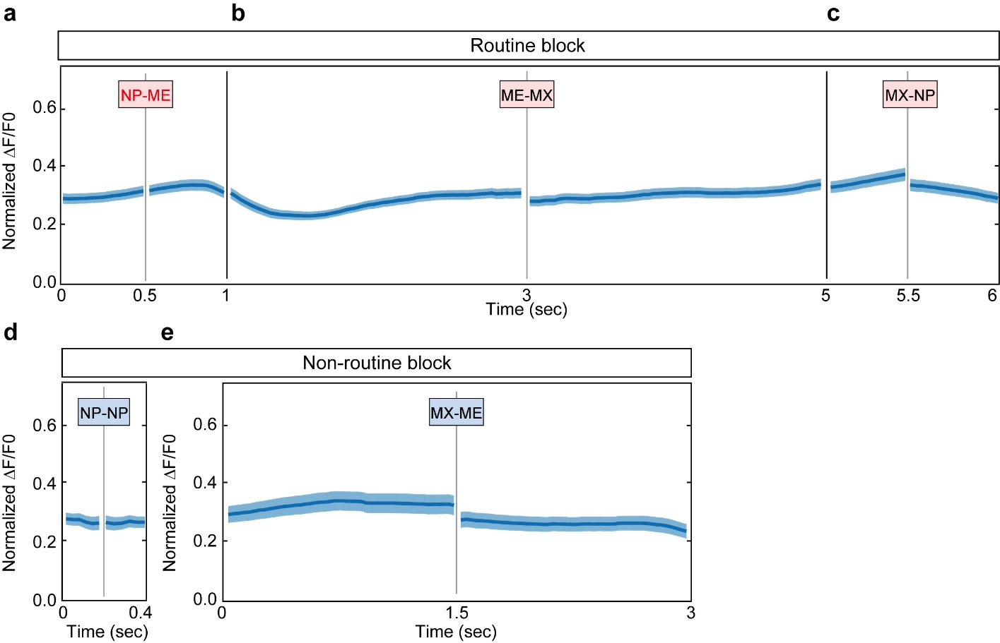 a b c
Routine block
NP-ME ME-MX MX-NP
Normalized ΔF/F0
0.6
0.4
0.2
0.0
0 0.5 1 3 5 5.5 6
Time (sec)
d e
Non-routine block
NP-NP MX-ME
Normalized ΔF/F0
0.6
0.4
0.2
0.0
0 0.4
Time (sec)
Normalized ΔF/F0
0.6
0.4
0.2
0.0
0 1.5 3
Time (sec)